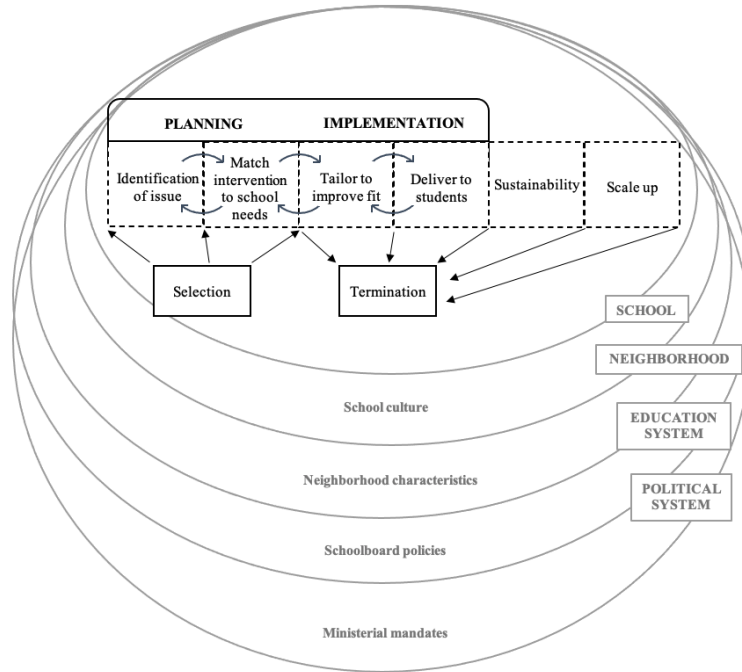 PLANNING
IMPLEMENTATION
Identification
of issue
Match
intervention
to school
needs
Tailor to
improve fit
Deliver to
students
Sustainability
Scale up
Selection
Termination
SCHOOL
NEIGHBORHOOD
School culture
EDUCATION
SYSTEM
Neighborhood characteristics
POLITICAL
SYSTEM
Schoolboard policies
Ministerial mandates